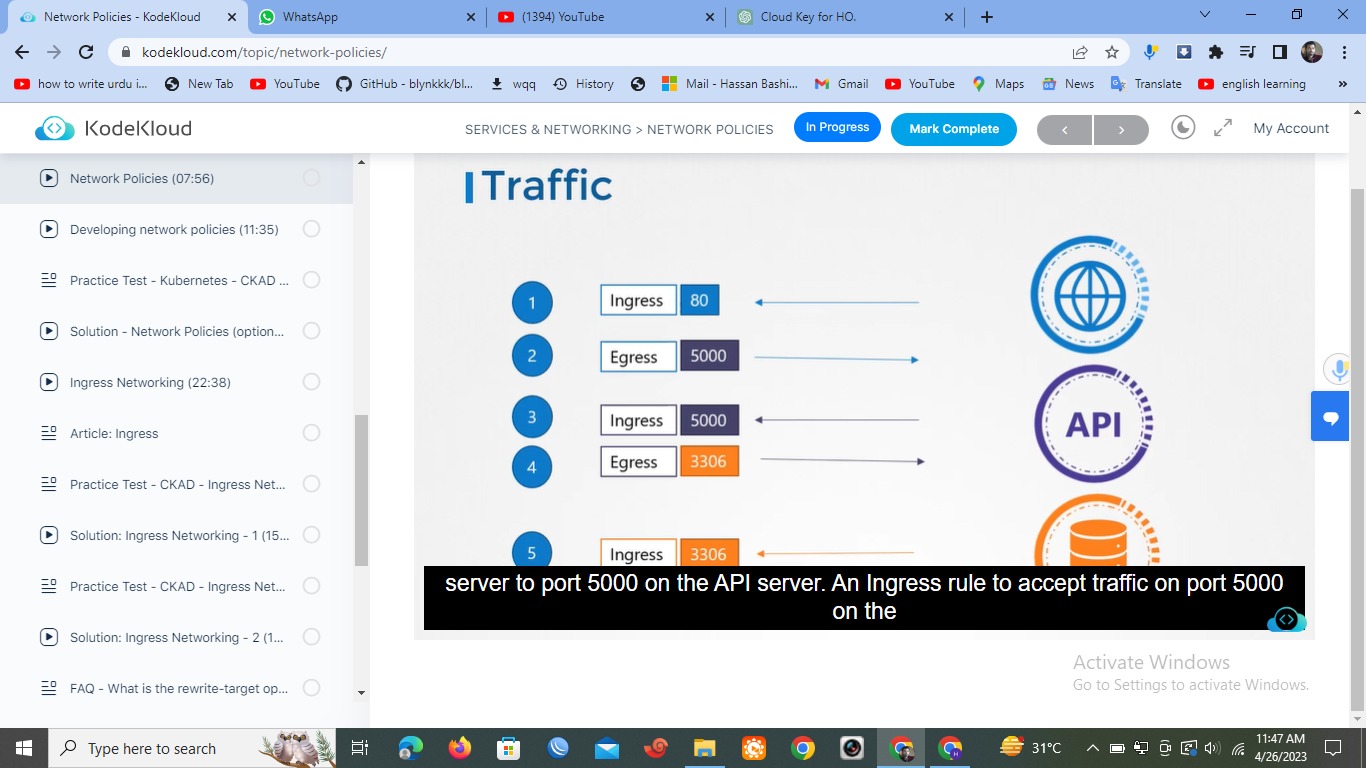 Network Policies - KodeKloud
WhatsApp
(1394) YouTube
Cloud Key for HO.
kodekloud.com/topic/network-policies/
how to write urdu i...
New Tab
YouTube
GitHub - blynkkk/bl...
wqq
History
Mail - Hassan Bashi...
Gmail
YouTube
Maps
News
Translate
english learning
»
KodeKloud
SERVICES & NETWORKING > NETWORK POLICIES
In Progress
Mark Complete
<
>
My Account
Network Policies (07:56)
Developing network policies (11:35)
Practice Test - Kubernetes - CKAD ...
Solution - Network Policies (option...
Ingress Networking (22:38)
Article: Ingress
Practice Test - CKAD - Ingress Net...
Solution: Ingress Networking - 1 (15...
Practice Test - CKAD - Ingress Net...
Solution: Ingress Networking - 2 (1...
FAQ - What is the rewrite-target op...
Traffic
1 Ingress 80
2 Egress 5000
3 Ingress 5000
4 Egress 3306
5 Ingress 3306
API
server to port 5000 on the API server. An Ingress rule to accept traffic on port 5000
on the
Activate Windows
Go to Settings to activate Windows.
Type here to search
31°C
11:47 AM
4/26/2023